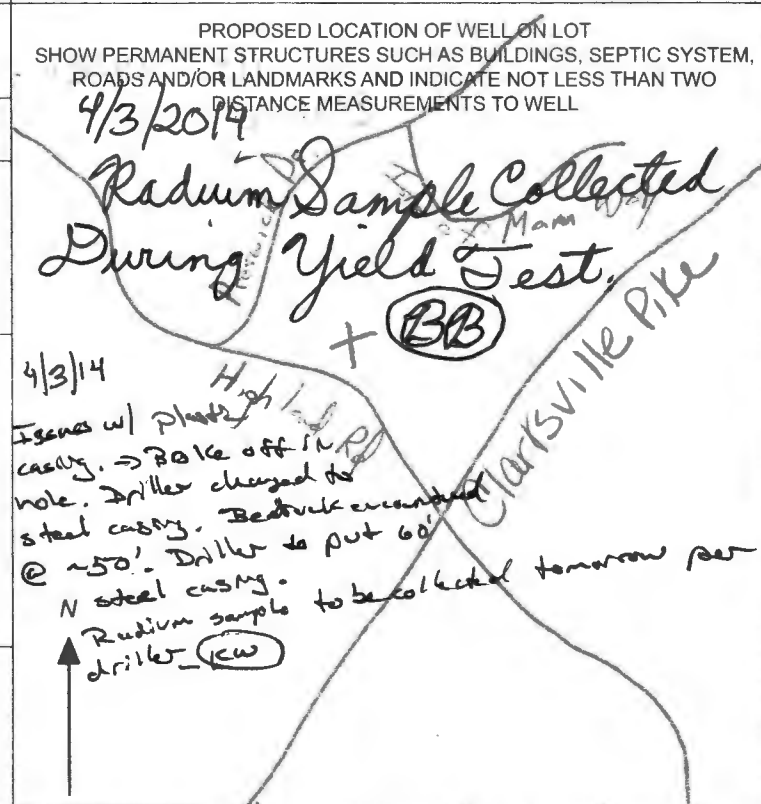 PROPOSED LOCATION OF WELL ON LOT
SHOW PERMANENT STRUCTURES SUCH AS BUILDINGS, SEPTIC SYSTEM,
ROADS AND/OR LANDMARKS AND INDICATE NOT LESS THAN TWO
DISTANCE MEASUREMENTS TO WELL
4/3/2014
Radium Sample Collected
During Yield Test.
BB
Dr
Mann Way
Clarksville Pike
Highland Rd
4/3/14
Issues w/ plastic
casing. → Broke off in
hole. Driller changed to
steel casing. Bedrock encountered
@ ~50'. Driller to put 60'
N steel casing.
Radium sample to be collected tomorrow per
driller - KW